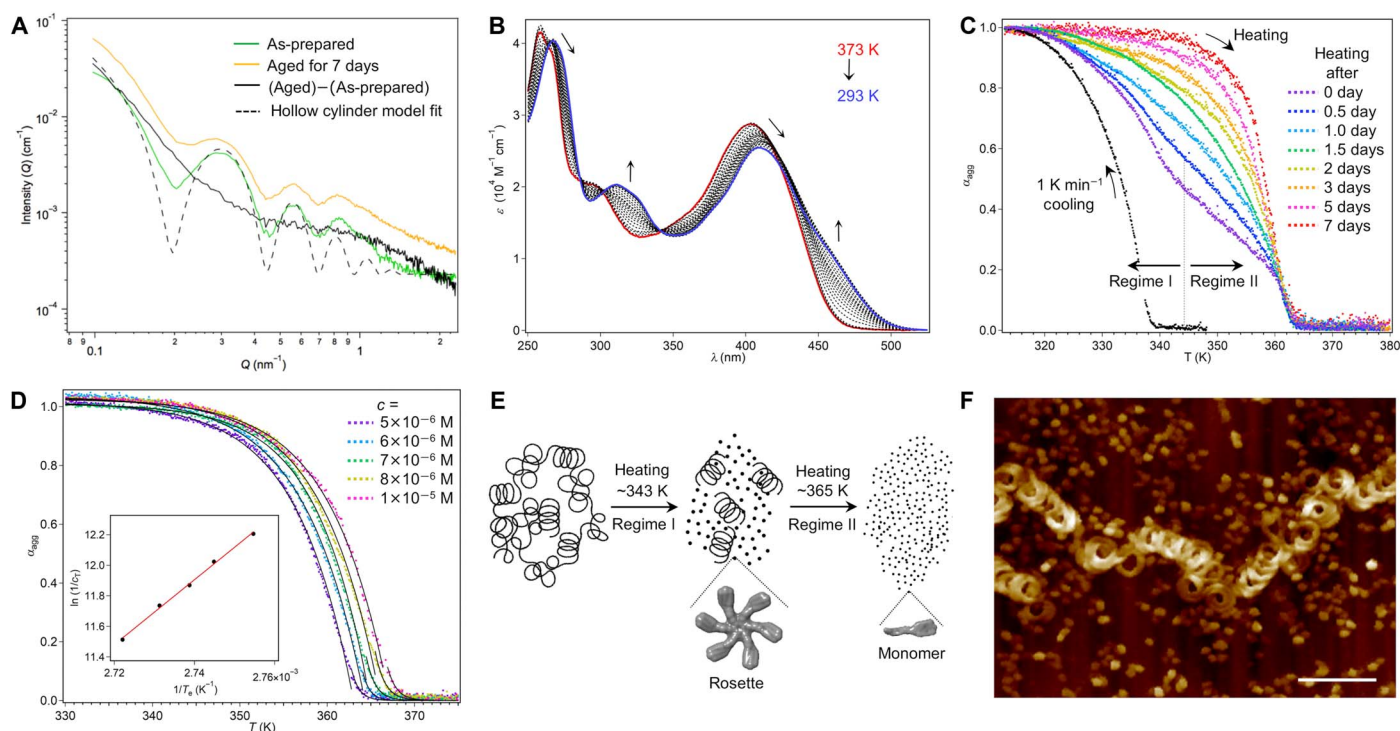 A
Intensity (Q) (cm⁻¹)
10⁻¹
10⁻²
10⁻³
10⁻⁴
As-prepared
Aged for 7 days
(Aged)−(As-prepared)
Hollow cylinder model fit
8 9 0.1 2 3 4 5 6 7 8 9 1 2
Q (nm⁻¹)
B
ε (10⁴ M⁻¹ cm⁻¹)
4
3
2
1
0
373 K
293 K
250 300 350 400 450 500
λ (nm)
C
α agg
1.0
0.8
0.6
0.4
0.2
0.0
Heating
Heating
after
0 day
0.5 day
1.0 day
1.5 day
2 days
3 days
5 days
7 days
1 K min⁻¹
cooling
Regime I
Regime II
320 330 340 350 360 370 380
T (K)
D
α agg
1.0
0.8
0.6
0.4
0.2
0.0
c =
5×10⁻⁶ M
6×10⁻⁶ M
7×10⁻⁶ M
8×10⁻⁶ M
1×10⁻⁵ M
ln (1/cT)
12.2
12.0
11.8
11.6
11.4
2.72 2.74 2.76×10⁻³
1/Te (K⁻¹)
330 340 350 360 370
T (K)
E
Heating
~343 K
Regime I
Heating
~365 K
Regime II
Rosette
Monomer
F